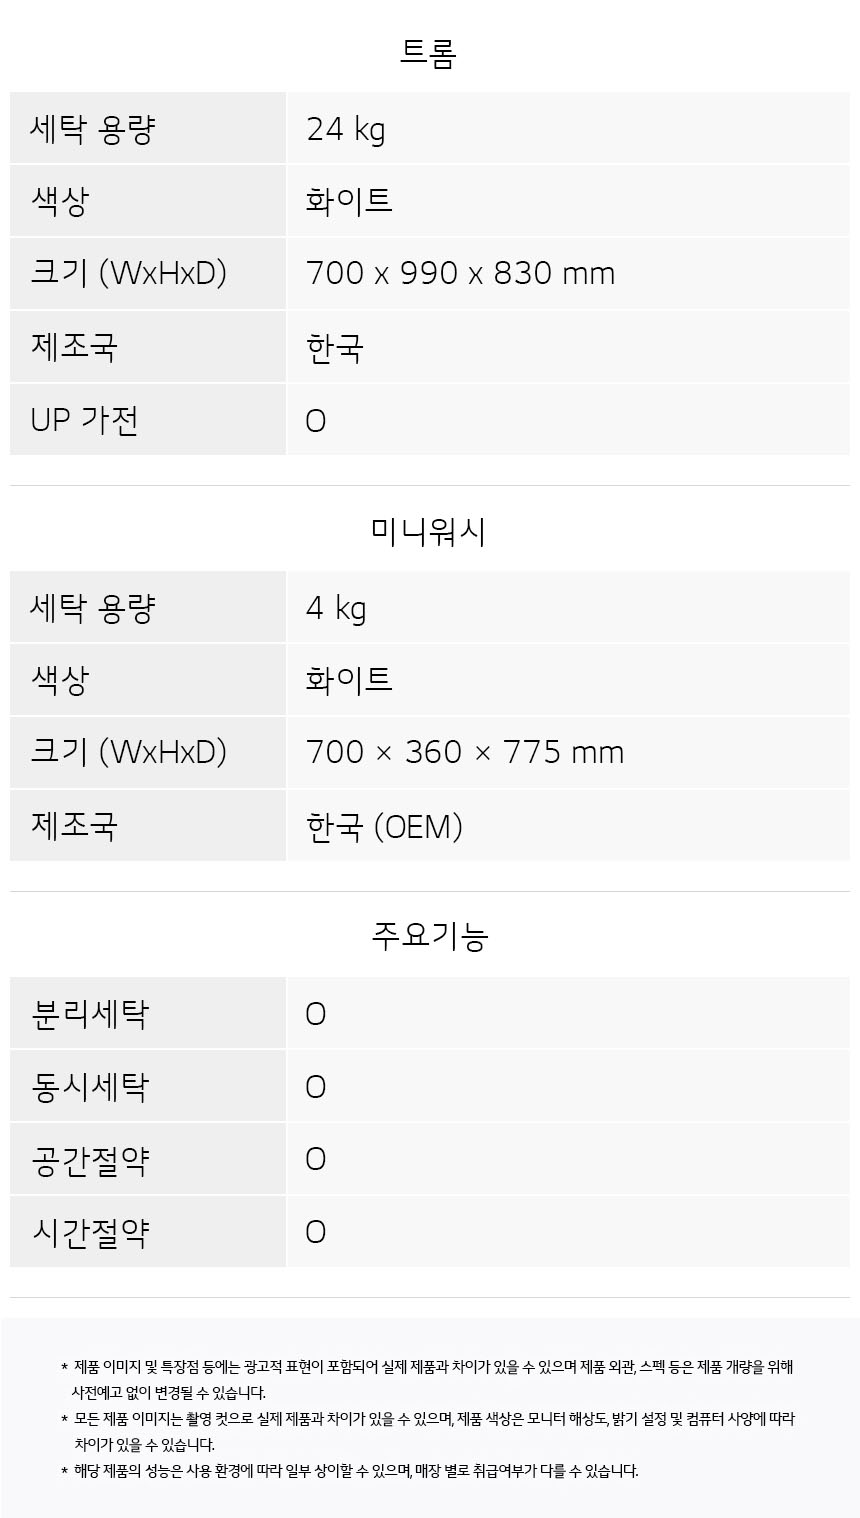 트롬
세탁 용량 24 kg
색상 화이트
크기 (WxHxD) 700 x 990 x 830 mm
제조국 한국
UP 가전 O
미니워시
세탁 용량 4 kg
색상 화이트
크기 (WxHxD) 700 × 360 × 775 mm
제조국 한국 (OEM)
주요기능
분리세탁 O
동시세탁 O
공간절약 O
시간절약 O
* 제품 이미지 및 특장점 등에는 광고적 표현이 포함되어 실제 제품과 차이가 있을 수 있으며 제품 외관, 스펙 등은 제품 개량을 위해
사전예고 없이 변경될 수 있습니다.
* 모든 제품 이미지는 촬영 컷으로 실제 제품과 차이가 있을 수 있으며, 제품 색상은 모니터 해상도, 밝기 설정 및 컴퓨터 사양에 따라
차이가 있을 수 있습니다.
* 해당 제품의 성능은 사용 환경에 따라 일부 상이할 수 있으며, 매장 별로 취급여부가 다를 수 있습니다.